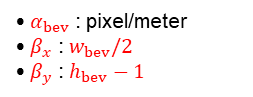 • α_bev : pixel/meter
• β_x : w_bev/2
• β_y : h_bev − 1